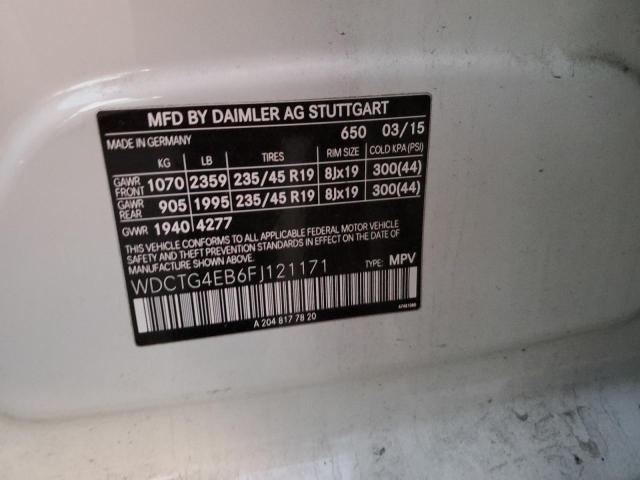 MFD BY DAIMLER AG STUTTGART
MADE IN GERMANY 650 03/15
KG LB TIRES RIM SIZE COLD KPA (PSI)
GAWR FRONT 1070 2359 235/45 R19 8Jx19 300(44)
GAWR REAR 905 1995 235/45 R19 8Jx19 300(44)
GVWR 1940 4277
THIS VEHICLE CONFORMS TO ALL APPLICABLE FEDERAL MOTOR VEHICLE
SAFETY AND THEFT PREVENTION STANDARDS IN EFFECT ON THE DATE OF
MANUFACTURE SHOWN ABOVE.
TYPE: MPV
WDCTG4EB6FJ121171
A 204 817 78 20